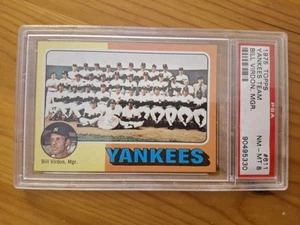 Bill Virdon, Mgr.
YANKEES
PSA
1975 TOPPS
YANKEES TEAM
BILL VIRDON, MGR.
#611
NM - MT 8
90495330